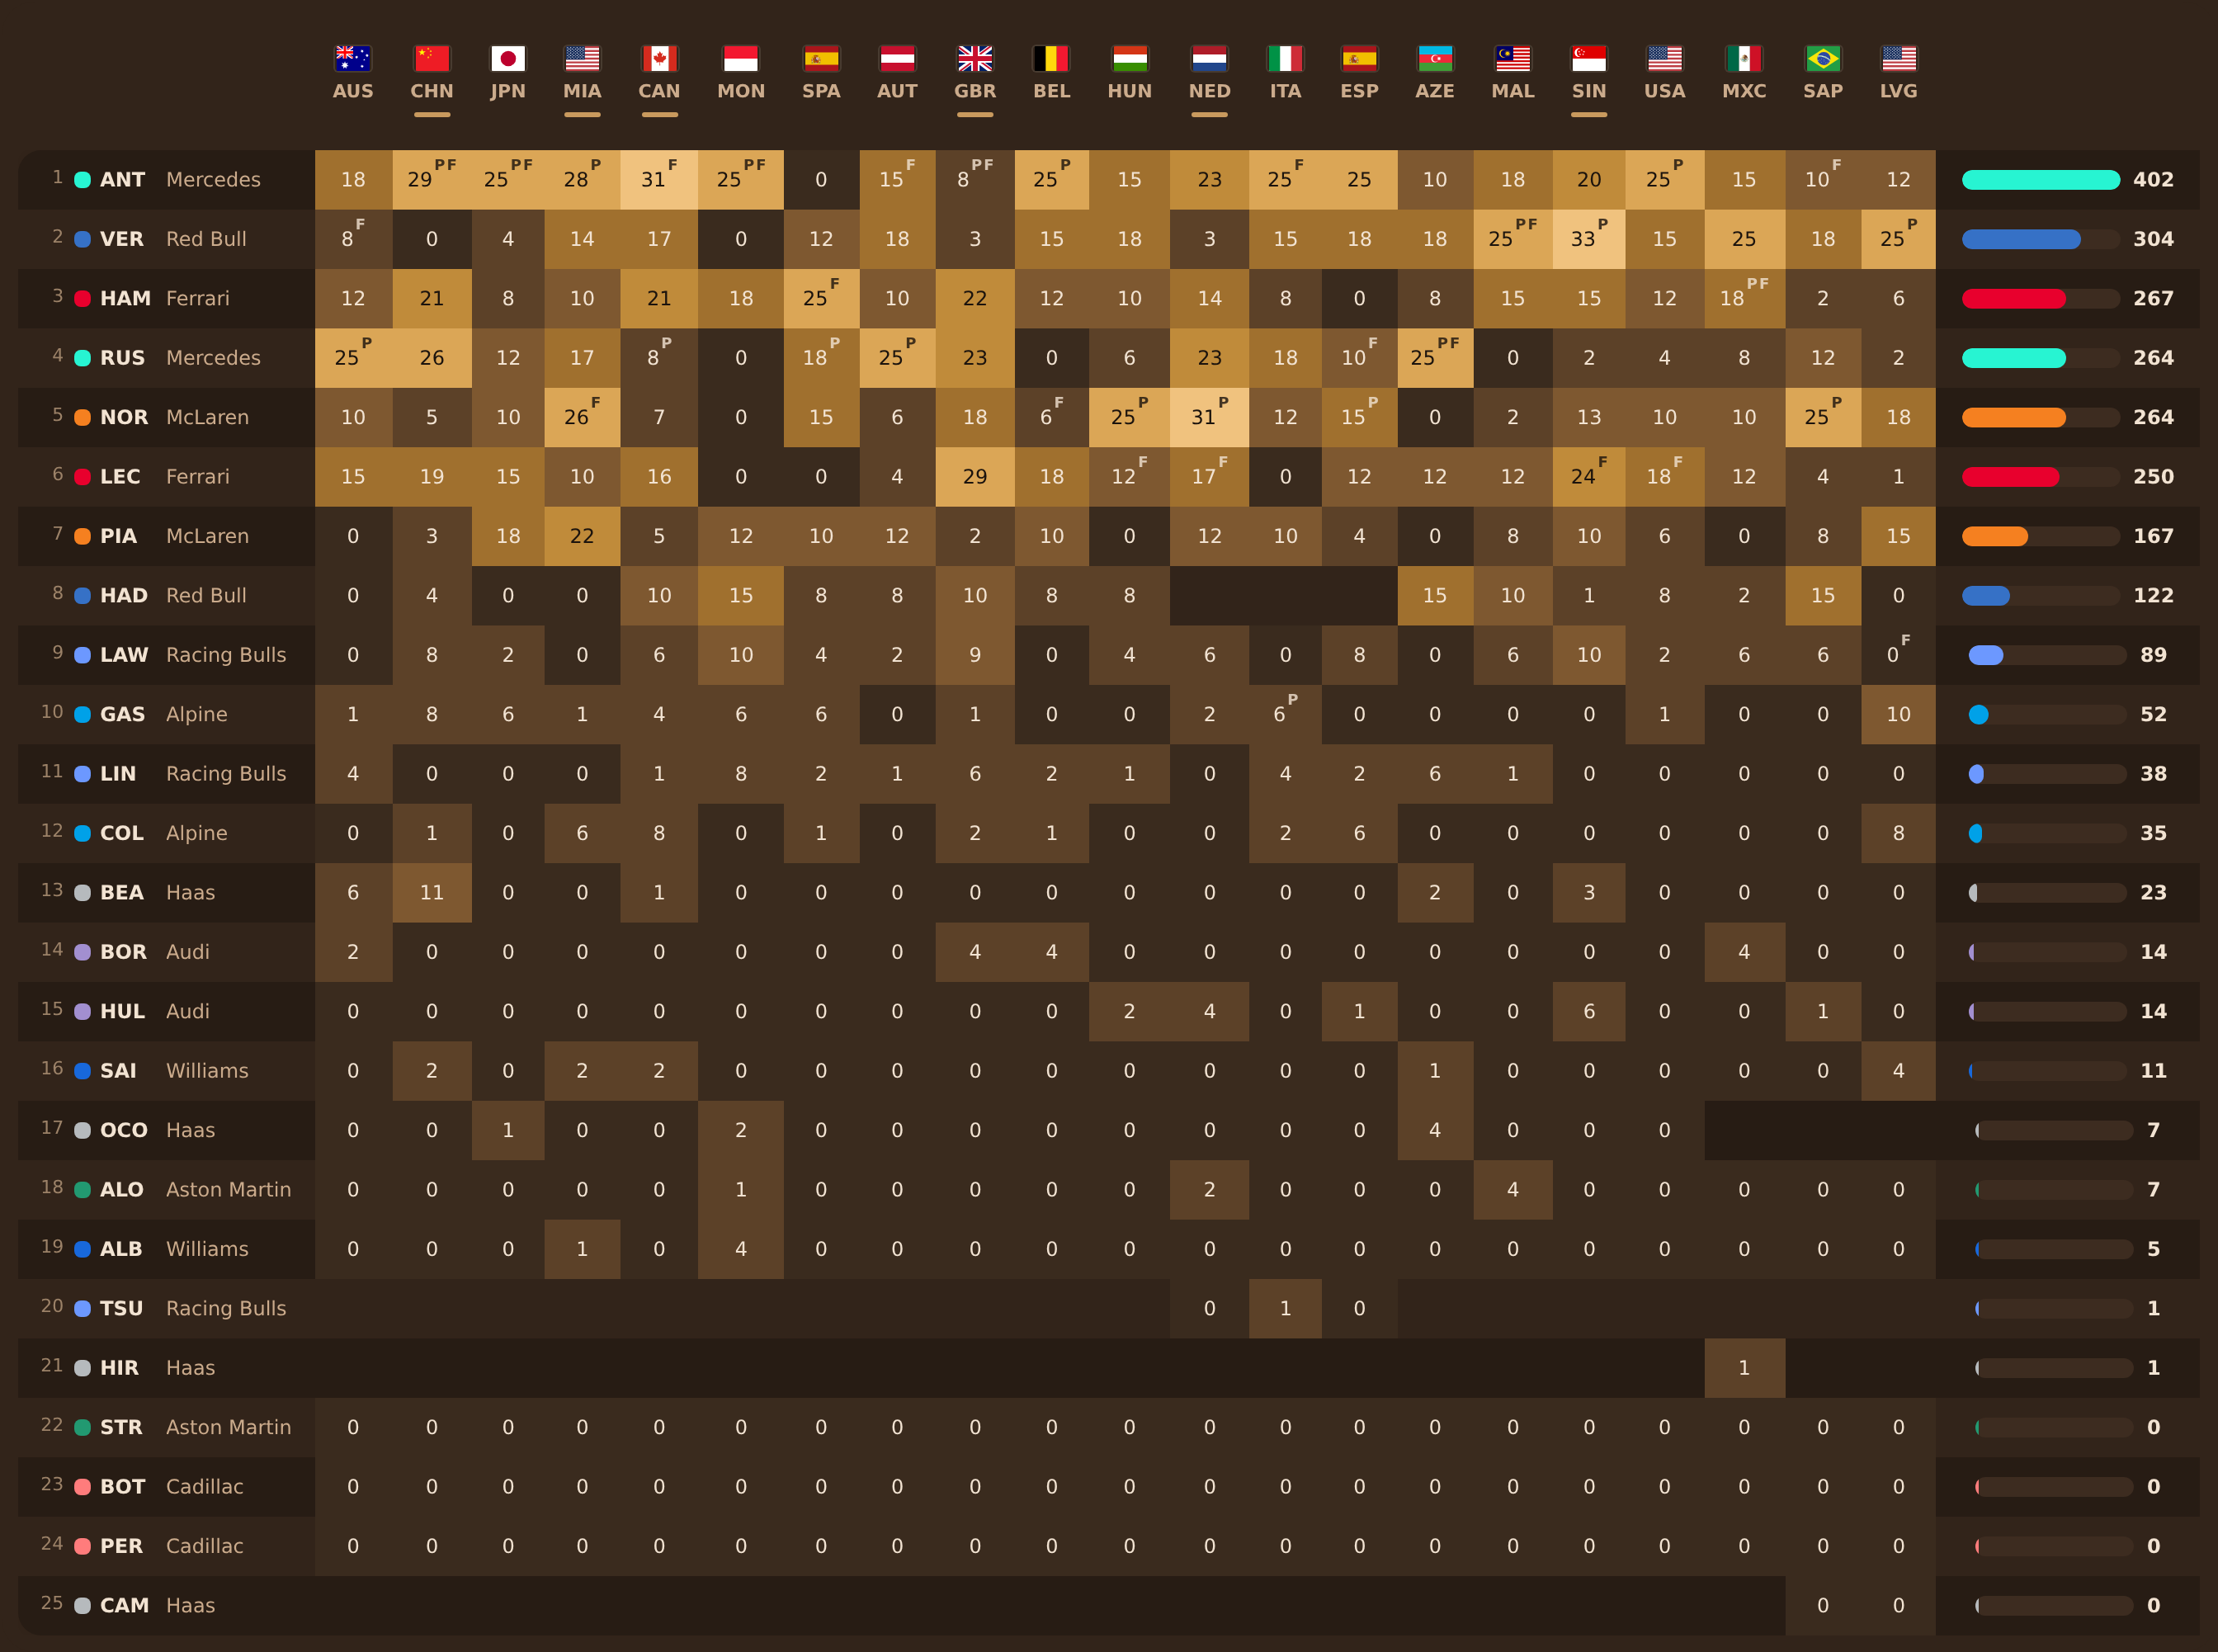 AUS CHN JPN MIA CAN MON SPA AUT GBR BEL HUN NED ITA ESP AZE MAL SIN USA MXC SAP LVG
1 ANT Mercedes 18 29 PF 25 PF 28 P 31 F 25 PF 0 15 F 8 PF 25 P 15 23 25 F 25 10 18 20 25 P 15 10 F 12 402
2 VER Red Bull 8 F 0 4 14 17 0 12 18 3 15 18 3 15 18 18 25 PF 33 P 15 25 18 25 P 304
3 HAM Ferrari 12 21 8 10 21 18 25 F 10 22 12 10 14 8 0 8 15 15 12 18 PF 2 6 267
4 RUS Mercedes 25 P 26 12 17 8 P 0 18 P 25 P 23 0 6 23 18 10 F 25 PF 0 2 4 8 12 2 264
5 NOR McLaren 10 5 10 26 F 7 0 15 6 18 6 F 25 P 31 P 12 15 P 0 2 13 10 10 25 P 18 264
6 LEC Ferrari 15 19 15 10 16 0 0 4 29 18 12 F 17 F 0 12 12 12 24 F 18 F 12 4 1 250
7 PIA McLaren 0 3 18 22 5 12 10 12 2 10 0 12 10 4 0 8 10 6 0 8 15 167
8 HAD Red Bull 0 4 0 0 10 15 8 8 10 8 8 15 10 1 8 2 15 0 122
9 LAW Racing Bulls 0 8 2 0 6 10 4 2 9 0 4 6 0 8 0 6 10 2 6 6 0 F 89
10 GAS Alpine 1 8 6 1 4 6 6 0 1 0 0 2 6 P 0 0 0 0 1 0 0 10 52
11 LIN Racing Bulls 4 0 0 0 1 8 2 1 6 2 1 0 4 2 6 1 0 0 0 0 0 38
12 COL Alpine 0 1 0 6 8 0 1 0 2 1 0 0 2 6 0 0 0 0 0 0 8 35
13 BEA Haas 6 11 0 0 1 0 0 0 0 0 0 0 0 0 2 0 3 0 0 0 0 23
14 BOR Audi 2 0 0 0 0 0 0 0 4 4 0 0 0 0 0 0 0 0 4 0 0 14
15 HUL Audi 0 0 0 0 0 0 0 0 0 0 2 4 0 1 0 0 6 0 0 1 0 14
16 SAI Williams 0 2 0 2 2 0 0 0 0 0 0 0 0 0 1 0 0 0 0 0 4 11
17 OCO Haas 0 0 1 0 0 2 0 0 0 0 0 0 0 0 4 0 0 0 7
18 ALO Aston Martin 0 0 0 0 0 1 0 0 0 0 0 2 0 0 0 4 0 0 0 0 0 7
19 ALB Williams 0 0 0 1 0 4 0 0 0 0 0 0 0 0 0 0 0 0 0 0 0 5
20 TSU Racing Bulls 0 1 0 1
21 HIR Haas 1 1
22 STR Aston Martin 0 0 0 0 0 0 0 0 0 0 0 0 0 0 0 0 0 0 0 0 0 0
23 BOT Cadillac 0 0 0 0 0 0 0 0 0 0 0 0 0 0 0 0 0 0 0 0 0 0
24 PER Cadillac 0 0 0 0 0 0 0 0 0 0 0 0 0 0 0 0 0 0 0 0 0 0
25 CAM Haas 0 0 0